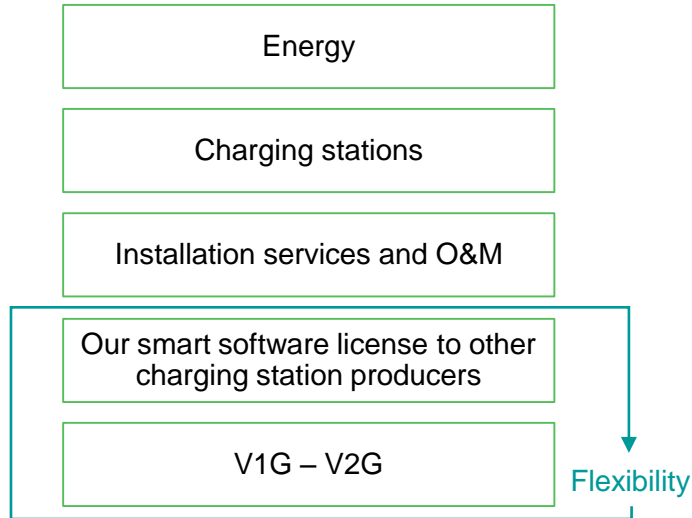 Energy
Charging stations
Installation services and O&M
Our smart software license to other
charging station producers
V1G – V2G
Flexibility